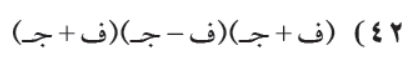 ٤٢) (ف + جـ)(ف − جـ)(ف + جـ)